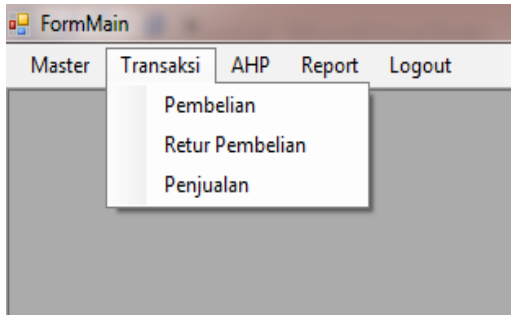 FormMain
Master Transaksi AHP Report Logout
Pembelian
Retur Pembelian
Penjualan